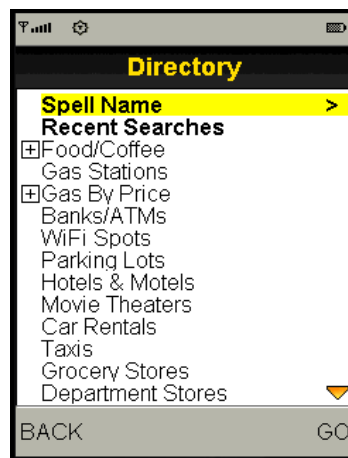 Directory
Spell Name >
Recent Searches
Food/Coffee
Gas Stations
Gas By Price
Banks/ATMs
WiFi Spots
Parking Lots
Hotels & Motels
Movie Theaters
Car Rentals
Taxis
Grocery Stores
Department Stores
BACK GO